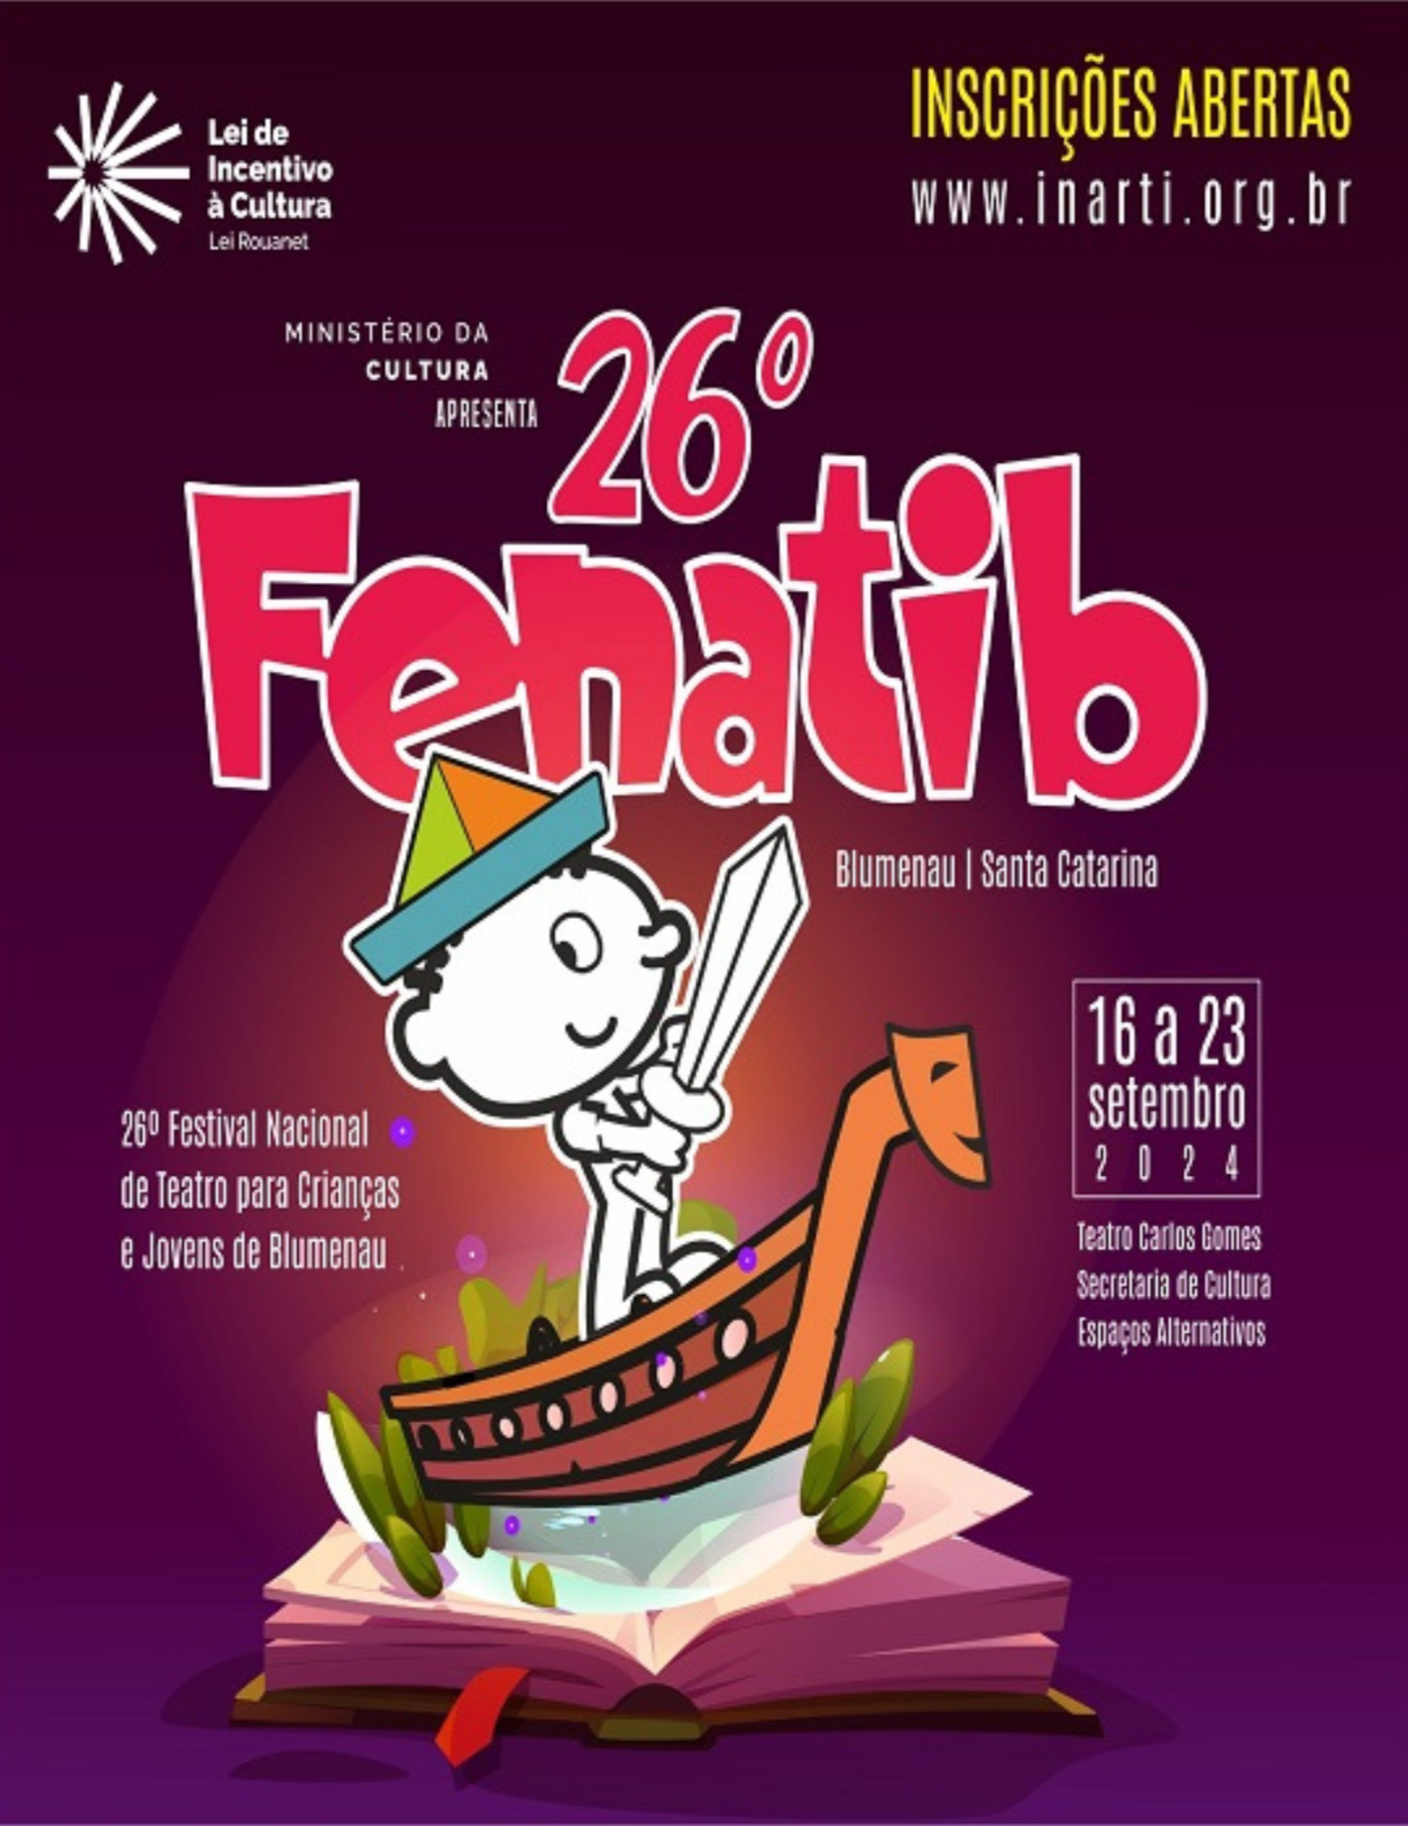 Lei de
Incentivo
à Cultura
Lei Rouanet
INSCRIÇÕES ABERTAS
www.inarti.org.br
MINISTÉRIO DA
CULTURA
APRESENTA
26º
Fenatib
Blumenau | Santa Catarina
16 a 23
setembro
2024
Teatro Carlos Gomes
Secretaria de Cultura
Espaços Alternativos
26º Festival Nacional
de Teatro para Crianças
e Jovens de Blumenau